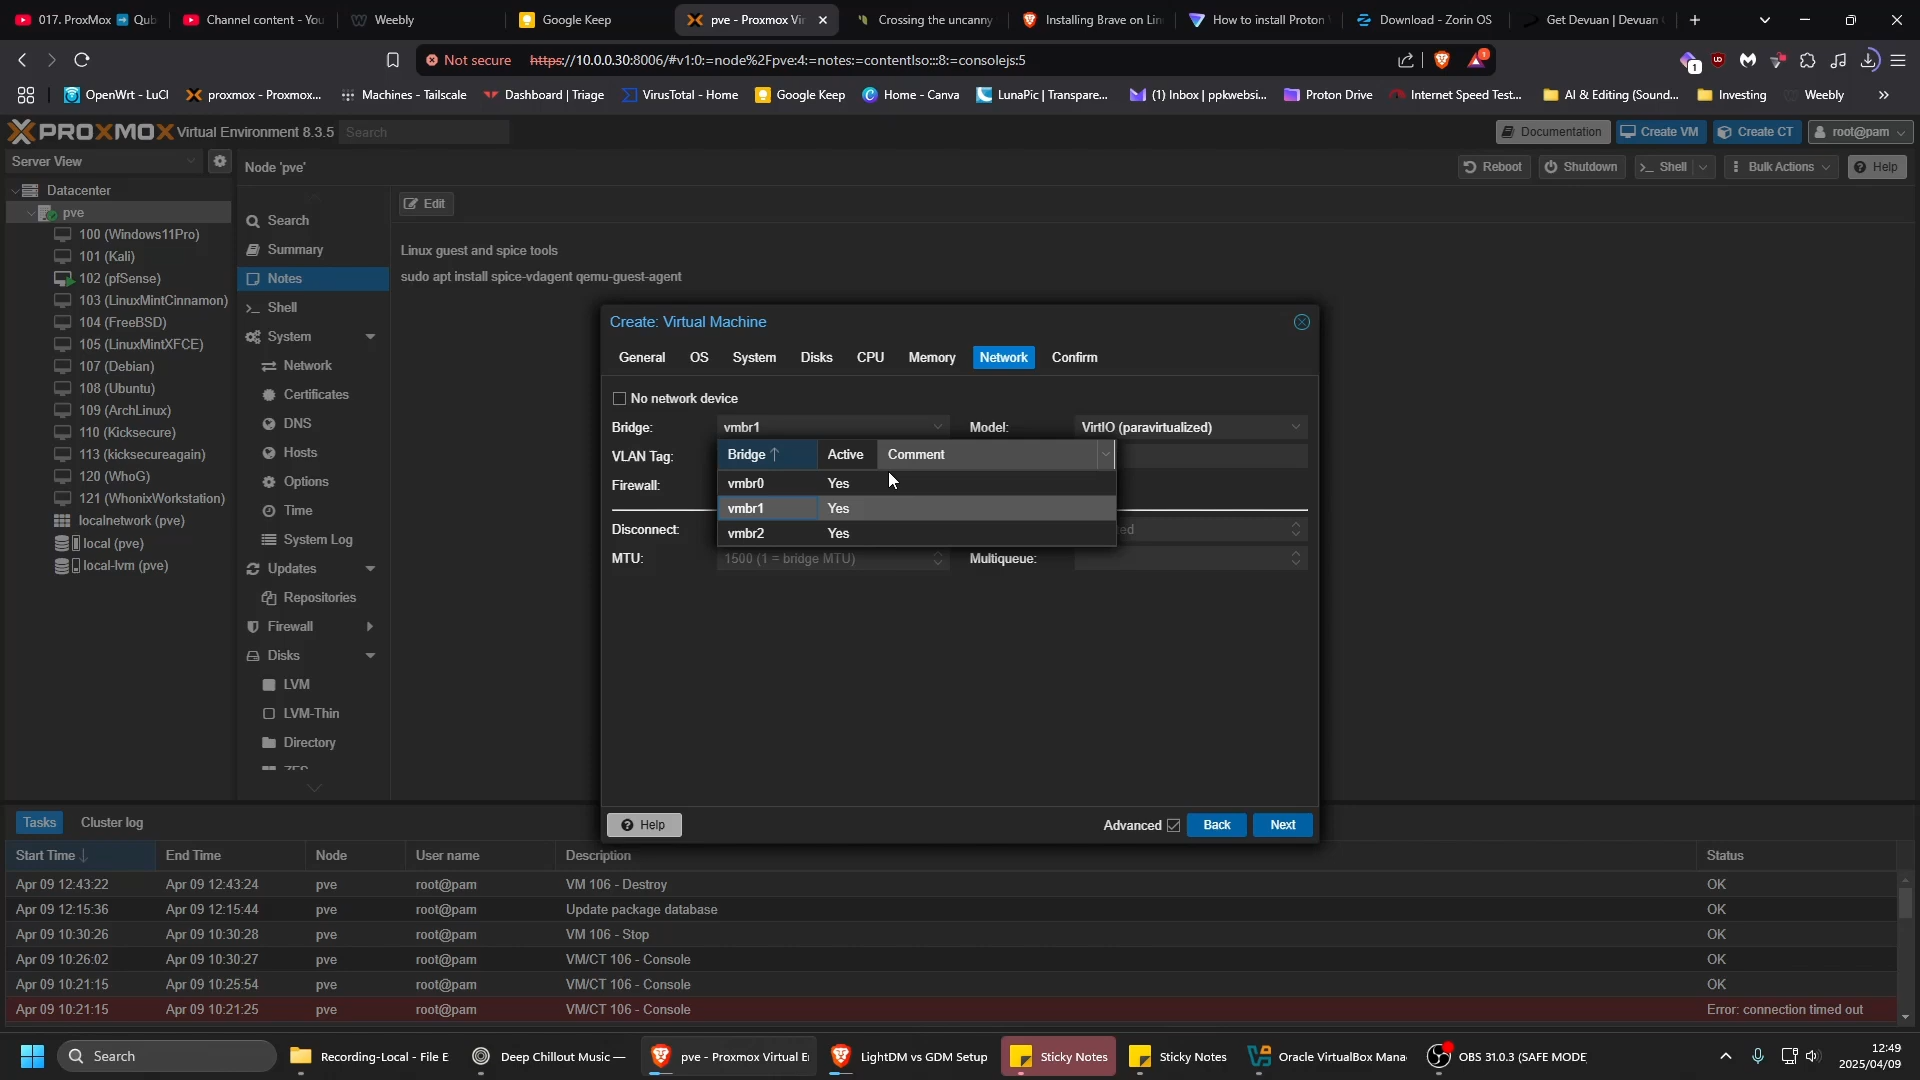 017. ProxMox
Qub
Channel content - You
Weebly
Google Keep
pve - Proxmox Vir
Crossing the uncanny
Installing Brave on Lin
How to install Proton
Download - Zorin OS
Get Devuan | Devuan
Not secure
https://10.0.0.30:8006/#v1:0:=node%2Fpve:4:=notes:=contentIso:::8:=consolejs:5
1
1
OpenWrt - LuCI
proxmox - Proxmox...
Machines - Tailscale
Dashboard | Triage
VirusTotal - Home
Google Keep
Home - Canva
LunaPic | Transpare...
(1) Inbox | ppkwebsi...
Proton Drive
Internet Speed Test...
AI & Editing (Sound...
Investing
Weebly
PROXMOX Virtual Environment 8.3.5
Search
Documentation
Create VM
Create CT
root@pam
Server View
Node 'pve'
Reboot
Shutdown
Shell
Bulk Actions
Help
Datacenter
pve
100 (Windows11Pro)
101 (Kali)
102 (pfSense)
103 (LinuxMintCinnamon)
104 (FreeBSD)
105 (LinuxMintXFCE)
107 (Debian)
108 (Ubuntu)
109 (ArchLinux)
110 (Kicksecure)
113 (kicksecureagain)
120 (WhoG)
121 (WhonixWorkstation)
localnetwork (pve)
local (pve)
local-lvm (pve)
Search
Summary
Notes
Shell
System
Network
Certificates
DNS
Hosts
Options
Time
System Log
Updates
Repositories
Firewall
Disks
LVM
LVM-Thin
Directory
ZFS
Edit
Linux guest and spice tools
sudo apt install spice-vdagent qemu-guest-agent
Create: Virtual Machine
General
OS
System
Disks
CPU
Memory
Network
Confirm
No network device
Bridge:
vmbr1
Model:
VirtIO (paravirtualized)
VLAN Tag:
Bridge
Active
Comment
Firewall:
vmbr0
Yes
vmbr1
Yes
Disconnect:
vmbr2
Yes
ed
MTU:
1500 (1 = bridge MTU)
Multiqueue:
Help
Advanced
Back
Next
Tasks
Cluster log
Start Time
End Time
Node
User name
Description
Status
Apr 09 12:43:22
Apr 09 12:43:24
pve
root@pam
VM 106 - Destroy
OK
Apr 09 12:15:36
Apr 09 12:15:44
pve
root@pam
Update package database
OK
Apr 09 10:30:26
Apr 09 10:30:28
pve
root@pam
VM 106 - Stop
OK
Apr 09 10:26:02
Apr 09 10:30:27
pve
root@pam
VM/CT 106 - Console
OK
Apr 09 10:21:15
Apr 09 10:25:54
pve
root@pam
VM/CT 106 - Console
OK
Apr 09 10:21:15
Apr 09 10:21:25
pve
root@pam
VM/CT 106 - Console
Error: connection timed out
Search
Recording-Local - File E
Deep Chillout Music —
pve - Proxmox Virtual E
LightDM vs GDM Setup
Sticky Notes
Sticky Notes
Oracle VirtualBox Mana
OBS 31.0.3 (SAFE MODE
12:49
2025/04/09